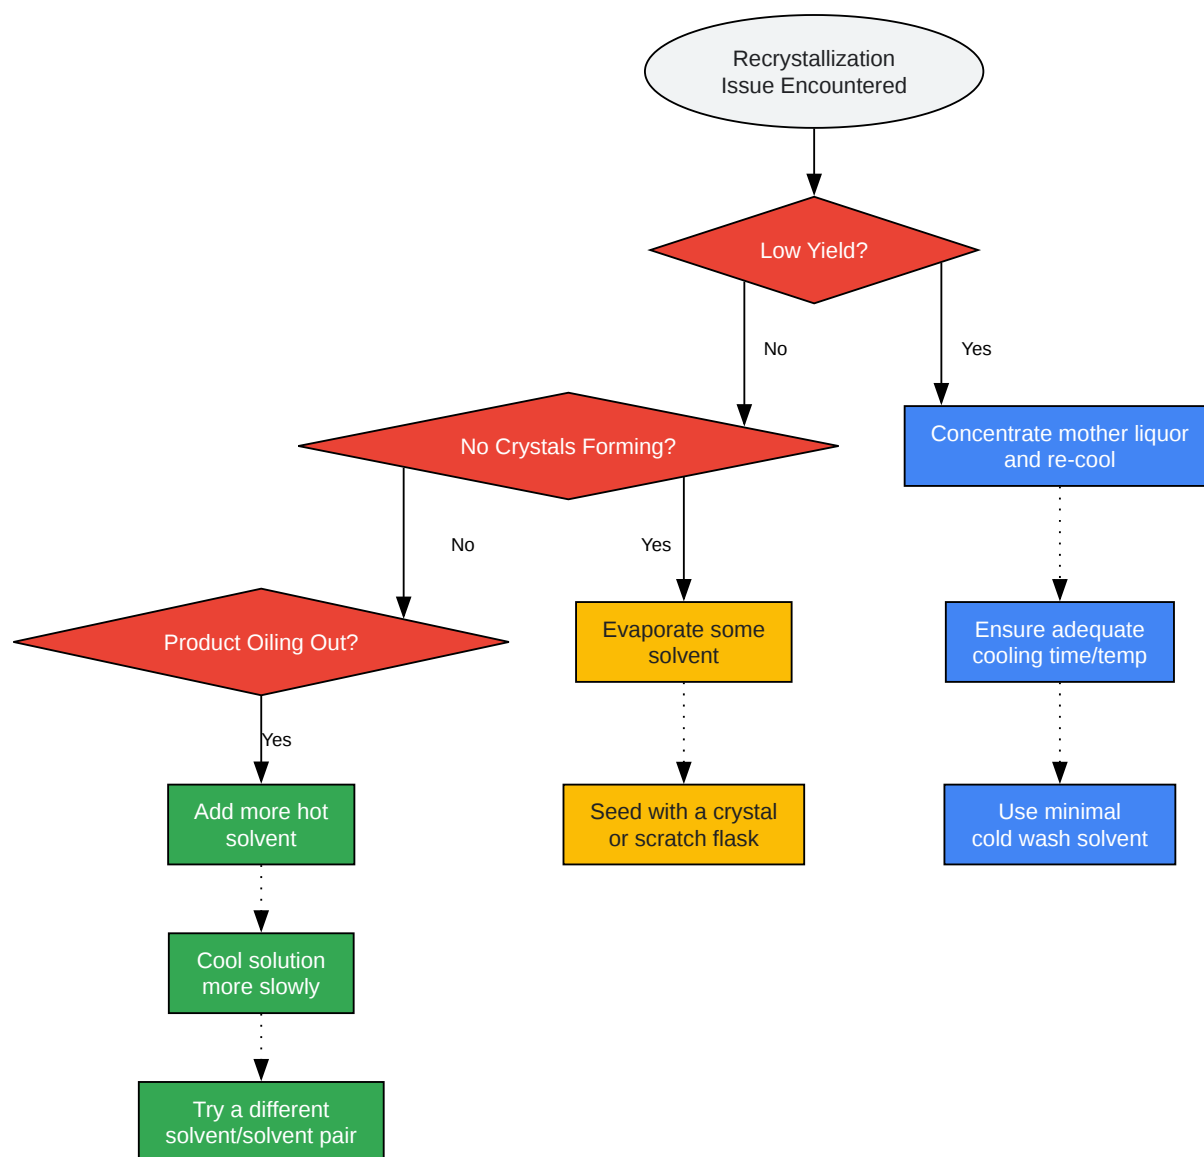 Recrystallization
Issue Encountered
Low Yield?
No
Yes
No Crystals Forming?
Concentrate mother liquor
and re-cool
No
Yes
Product Oiling Out?
Evaporate some
solvent
Ensure adequate
cooling time/temp
Yes
Add more hot
solvent
Seed with a crystal
or scratch flask
Use minimal
cold wash solvent
Cool solution
more slowly
Try a different
solvent/solvent pair